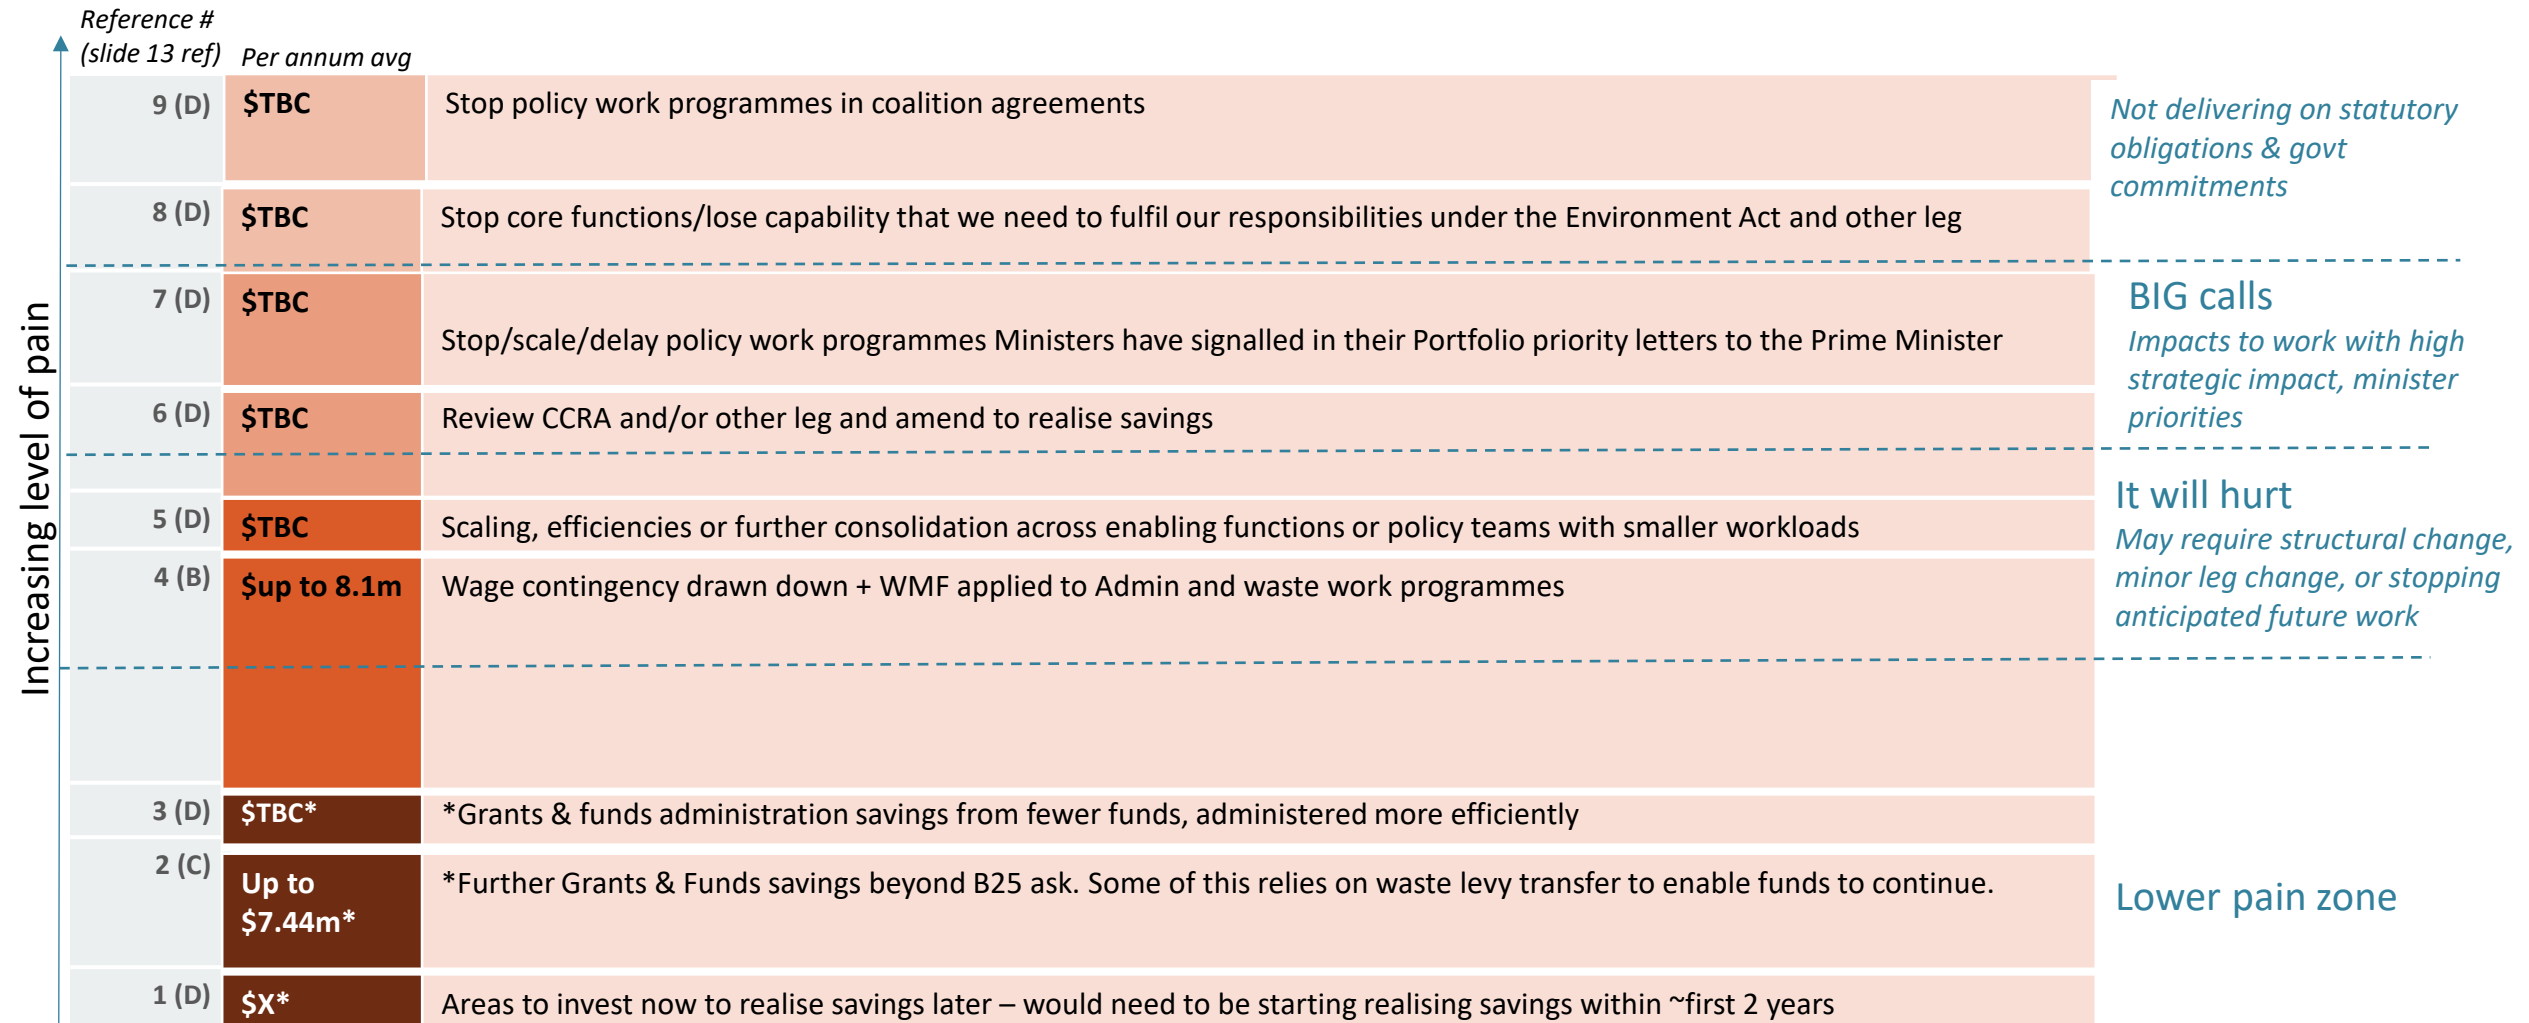 Reference #
(slide 13 ref)
Per annum avg
Increasing level of pain
9 (D)
$TBC
Stop policy work programmes in coalition agreements
Not delivering on statutory
obligations & govt
commitments
8 (D)
$TBC
Stop core functions/lose capability that we need to fulfil our responsibilities under the Environment Act and other leg
7 (D)
$TBC
Stop/scale/delay policy work programmes Ministers have signalled in their Portfolio priority letters to the Prime Minister
BIG calls
Impacts to work with high
strategic impact, minister
priorities
6 (D)
$TBC
Review CCRA and/or other leg and amend to realise savings
It will hurt
May require structural change,
minor leg change, or stopping
anticipated future work
5 (D)
$TBC
Scaling, efficiencies or further consolidation across enabling functions or policy teams with smaller workloads
4 (B)
$up to 8.1m
Wage contingency drawn down + WMF applied to Admin and waste work programmes
3 (D)
$TBC*
*Grants & funds administration savings from fewer funds, administered more efficiently
2 (C)
Up to
$7.44m*
*Further Grants & Funds savings beyond B25 ask. Some of this relies on waste levy transfer to enable funds to continue.
Lower pain zone
1 (D)
$X*
Areas to invest now to realise savings later – would need to be starting realising savings within ~first 2 years